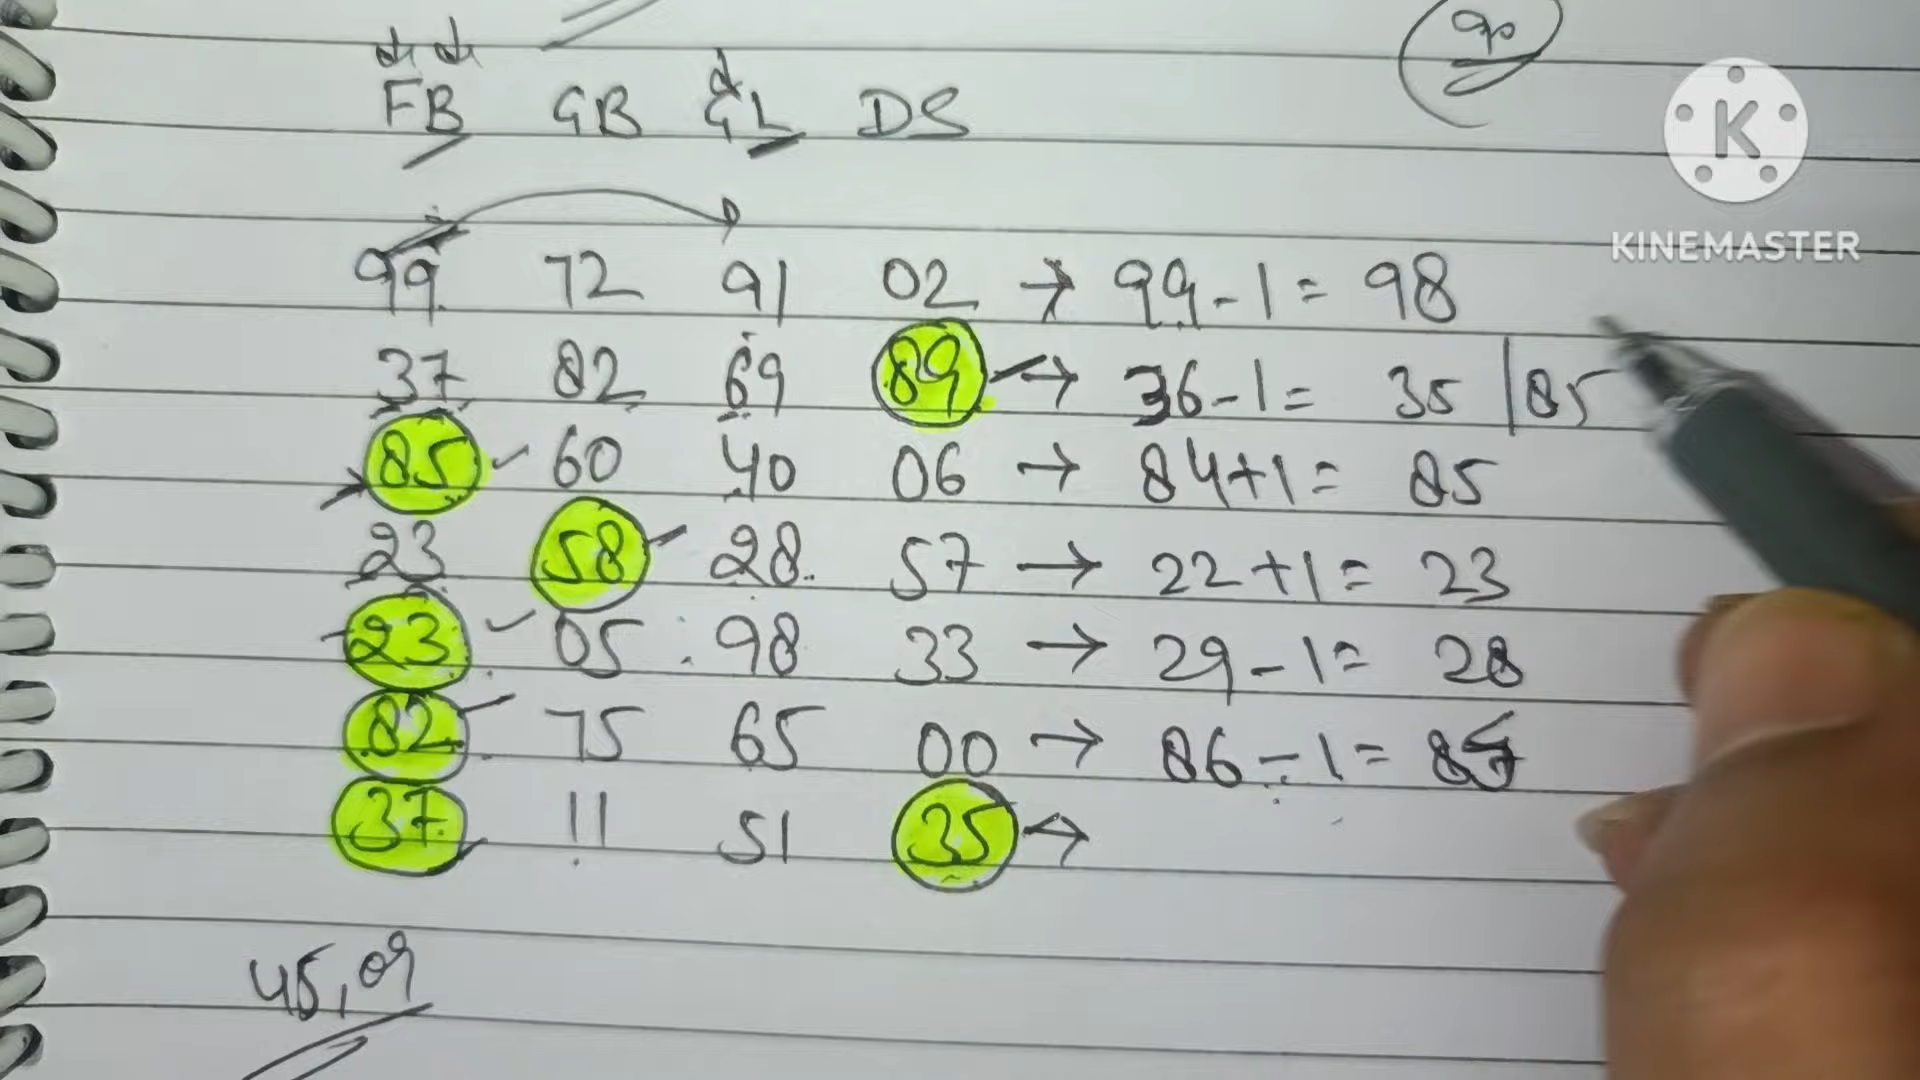 90
FB GB GL DS
KINEMASTER
99 72 91 02 → 99-1= 98
37 82 69 89 → 36-1= 35 | 85
85 60 40 06 → 84+1= 85
23 58 28 57 → 22+1= 23
23 05 98 33 → 29-1= 28
82 75 65 00 → 86-1=
37 11 51 35 →
45, 09